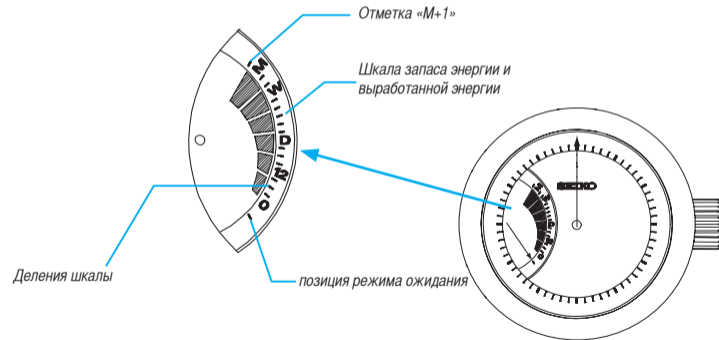 Отметка «М+1»
Шкала запаса энергии и
выработанной энергии
M
M
D
N
O
SEIKO
Деления шкалы
позиция режима ожидания